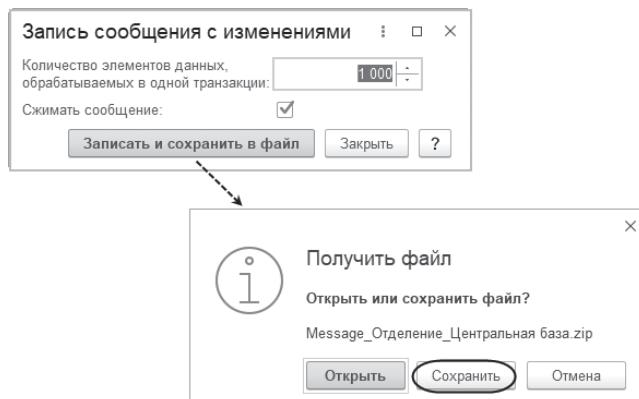 Запись сообщения с изменениями
Количество элементов данных,
обрабатываемых в одной транзакции:
1 000
Сжимать сообщение:
Записать и сохранить в файл
Закрыть
?
Получить файл
Открыть или сохранить файл?
Message_Отделение_Центральная база.zip
Открыть
Сохранить
Отмена